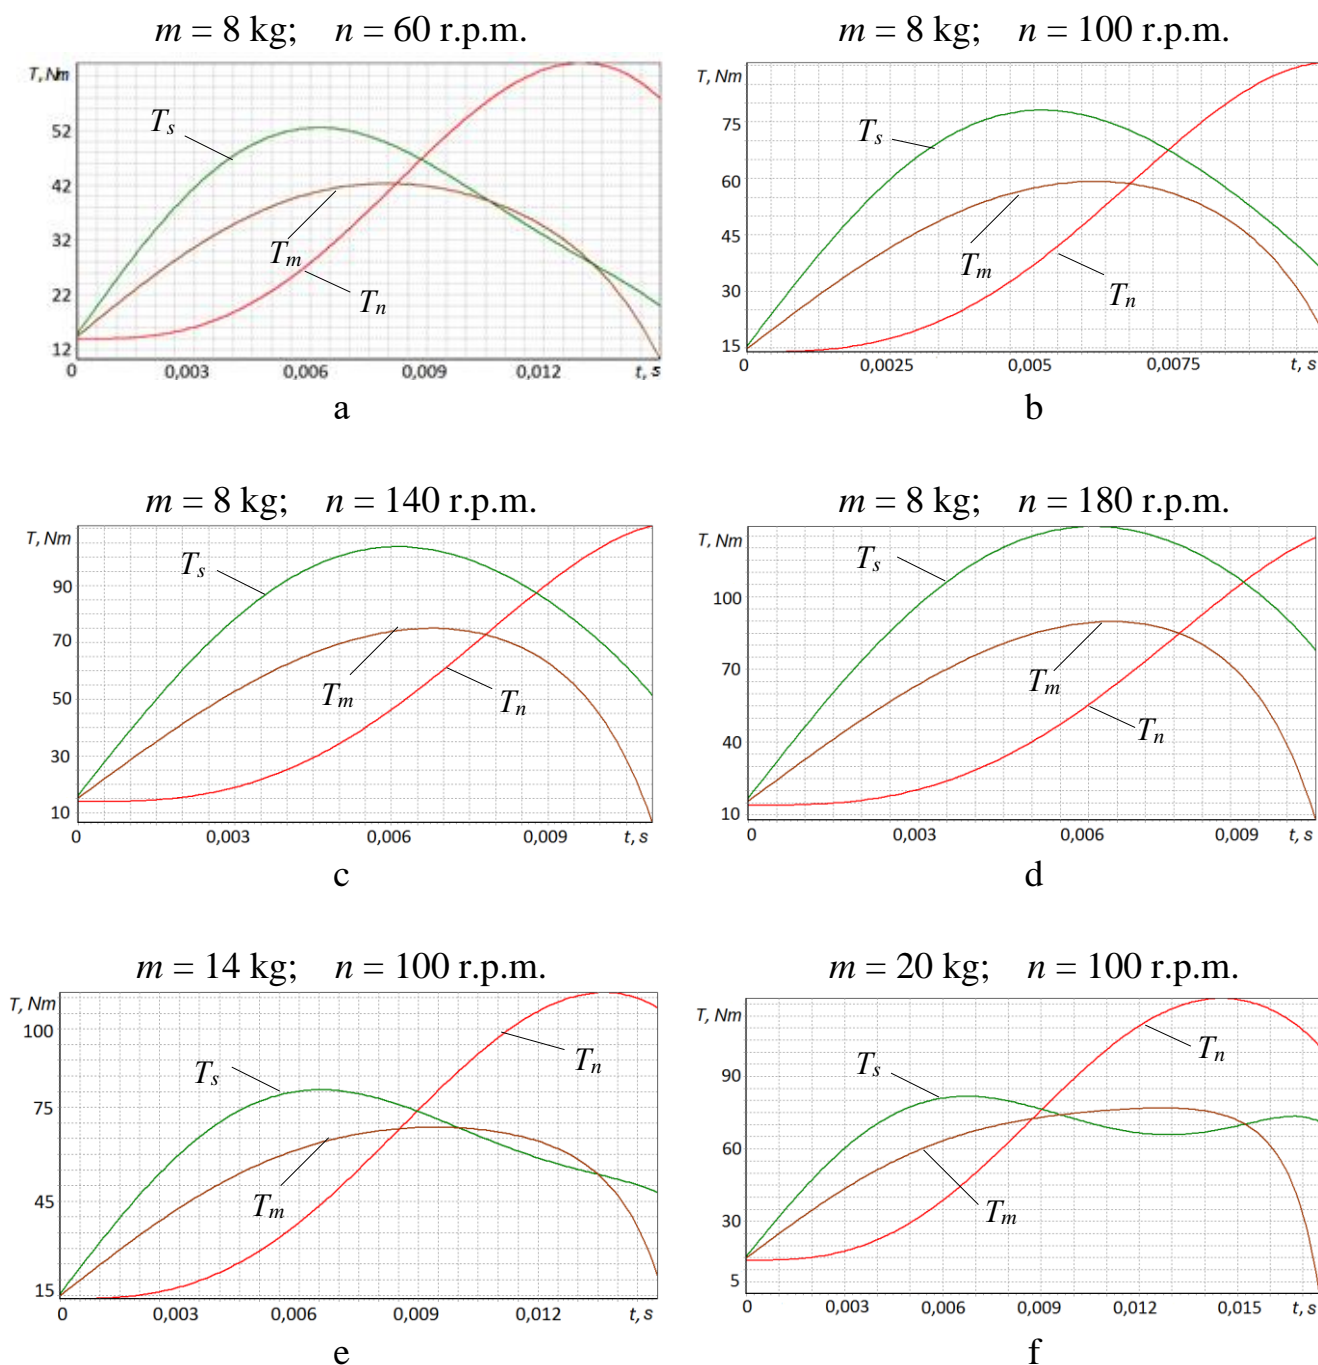 m = 8 kg; n = 60 r.p.m.
T, Nm
52
42
32
22
12
0 0,003 0,006 0,009 0,012 t, s
Ts
Tm
Tn
a
m = 8 kg; n = 100 r.p.m.
T, Nm
75
60
45
30
15
0 0,0025 0,005 0,0075 t, s
Ts
Tm
Tn
b
m = 8 kg; n = 140 r.p.m.
T, Nm
90
70
50
30
10
0 0,003 0,006 0,009 t, s
Ts
Tm
Tn
c
m = 8 kg; n = 180 r.p.m.
T, Nm
100
70
40
10
0 0,003 0,006 0,009 t, s
Ts
Tm
Tn
d
m = 14 kg; n = 100 r.p.m.
T, Nm
100
75
45
15
0 0,003 0,006 0,009 0,012 t, s
Tn
Ts
Tm
e
m = 20 kg; n = 100 r.p.m.
T, Nm
90
60
30
5
0 0,003 0,006 0,009 0,012 0,015 t, s
Tn
Ts
Tm
f